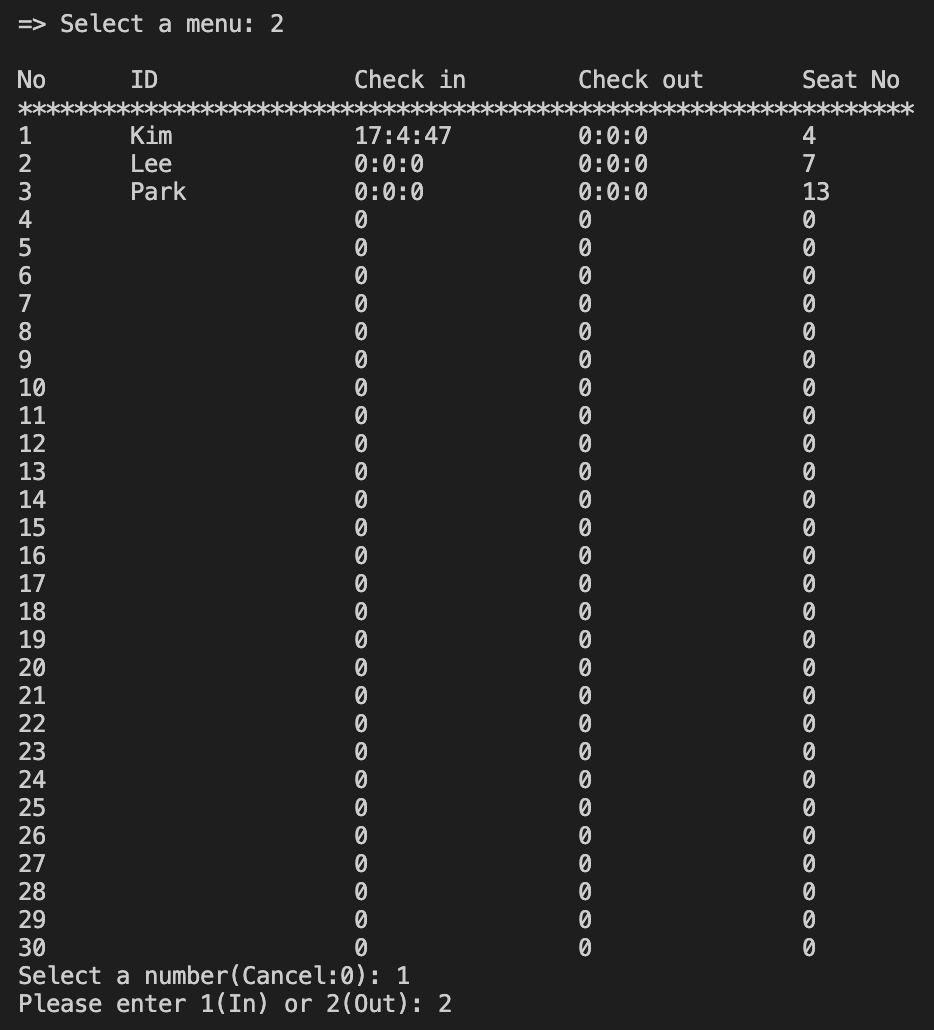 => Select a menu: 2
No ID Check in Check out Seat No
****************************************************************
1 Kim 17:4:47 0:0:0 4
2 Lee 0:0:0 0:0:0 7
3 Park 0:0:0 0:0:0 13
4 0 0 0
5 0 0 0
6 0 0 0
7 0 0 0
8 0 0 0
9 0 0 0
10 0 0 0
11 0 0 0
12 0 0 0
13 0 0 0
14 0 0 0
15 0 0 0
16 0 0 0
17 0 0 0
18 0 0 0
19 0 0 0
20 0 0 0
21 0 0 0
22 0 0 0
23 0 0 0
24 0 0 0
25 0 0 0
26 0 0 0
27 0 0 0
28 0 0 0
29 0 0 0
30 0 0 0
Select a number(Cancel:0): 1
Please enter 1(In) or 2(Out): 2